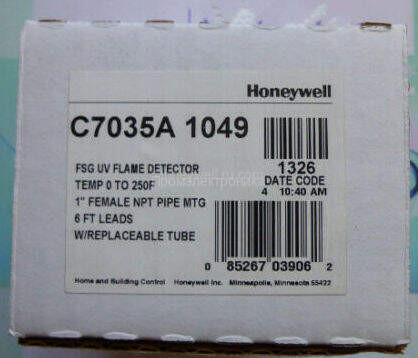 Honeywell
C7035A 1049
FSG UV FLAME DETECTOR
TEMP 0 TO 250F
1" FEMALE NPT PIPE MTG
6 FT LEADS
W/REPLACEABLE TUBE
1326
DATE CODE
4 10:40 AM
0 85267 03906 2
Home and Building Control Honeywell Inc. Minneapolis, Minnesota 55422